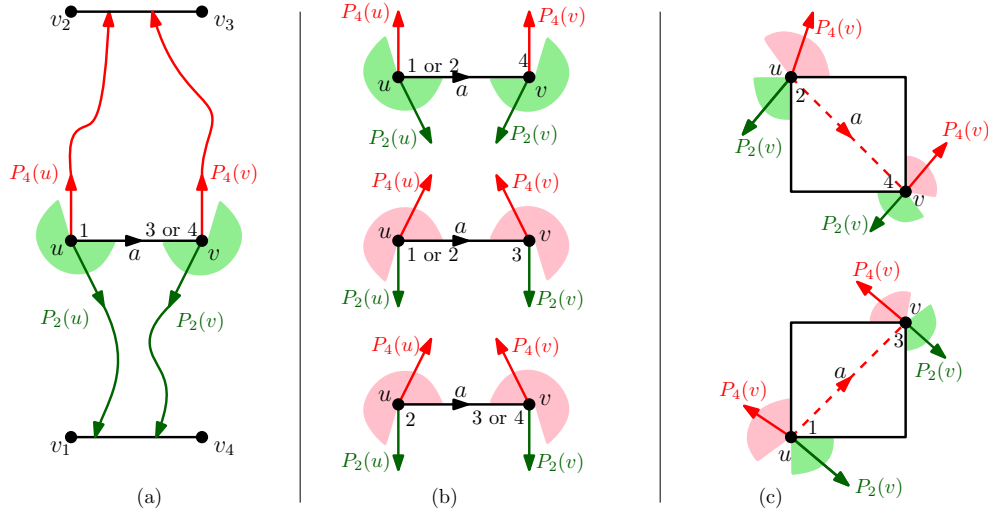 v2 v3
P4(u) P4(v)
1 3 or 4
u a v
P2(u) P2(v)
v1 v4
(a)
P4(u) P4(v)
1 or 2 4
u a v
P2(u) P2(v)
P4(u) P4(v)
u a v
1 or 2 3
P2(u) P2(v)
P4(u) P4(v)
u a v
2 3 or 4
P2(u) P2(v)
(b)
P4(v)
u
2
a
P2(v)
P4(v)
4
v
P2(v)
P4(v)
v
3
P2(v)
a
P4(v)
1
u
P2(v)
(c)